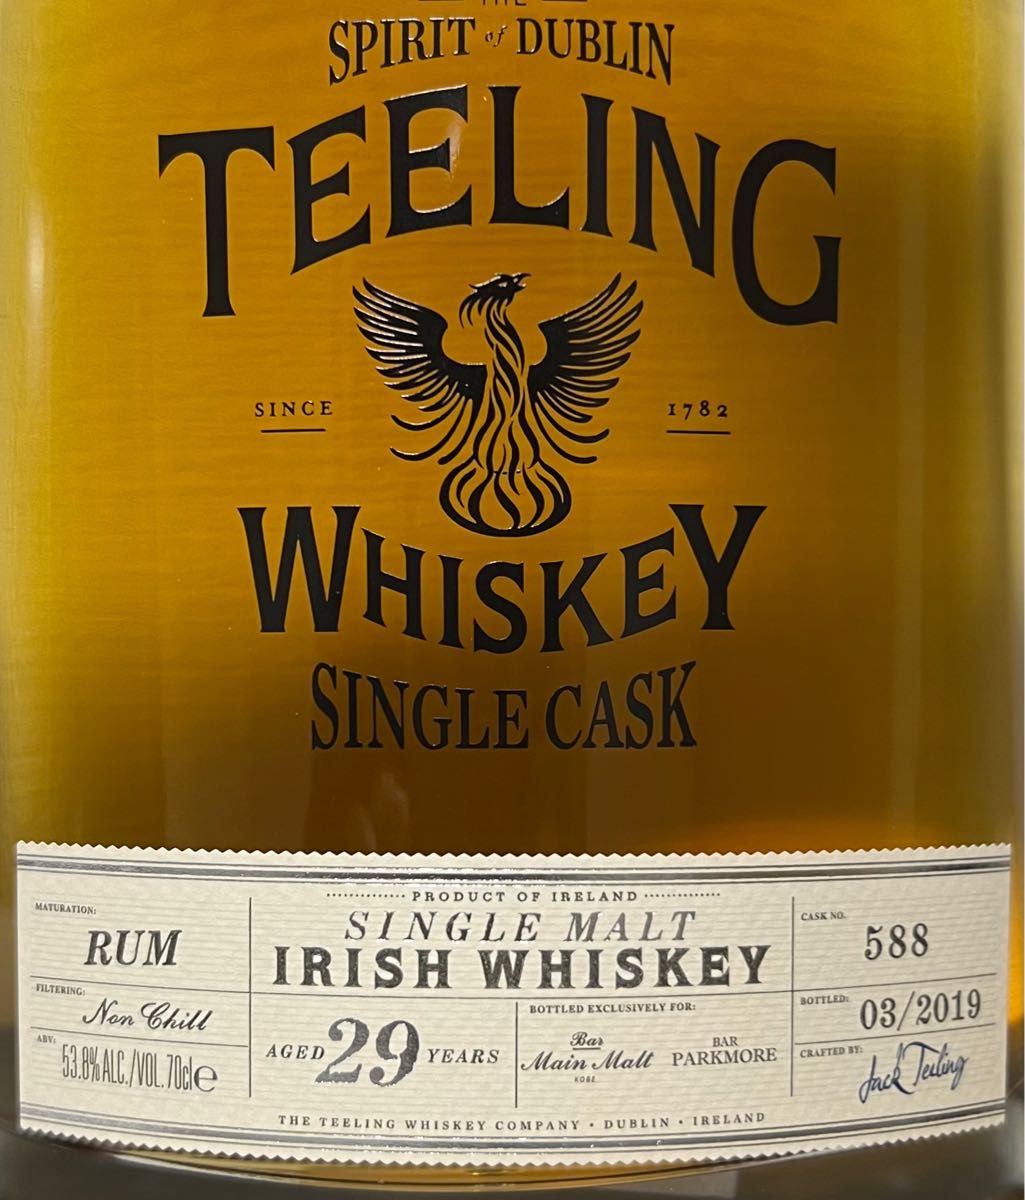 THE
SPIRIT of DUBLIN
TEELING
SINCE 1782
WHISKEY
SINGLE CASK
PRODUCT OF IRELAND
SINGLE MALT
IRISH WHISKEY
MATURATION:
RUM
FILTERING:
Non Chill
ABV:
53.8% ALC./VOL. 70cl e
AGED 29 YEARS
BOTTLED EXCLUSIVELY FOR:
Bar
Main Malt
KOBE
BAR
PARKMORE
CASK NO.
588
BOTTLED:
03/2019
CRAFTED BY:
Jack Teeling
THE TEELING WHISKEY COMPANY • DUBLIN • IRELAND